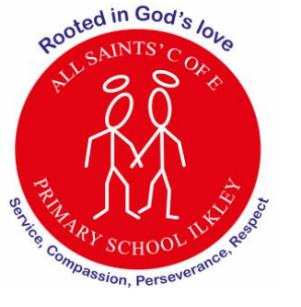 Rooted in God's love
ALL SAINTS' C OF E
PRIMARY SCHOOL ILKLEY
Service, Compassion, Perseverance, Respect